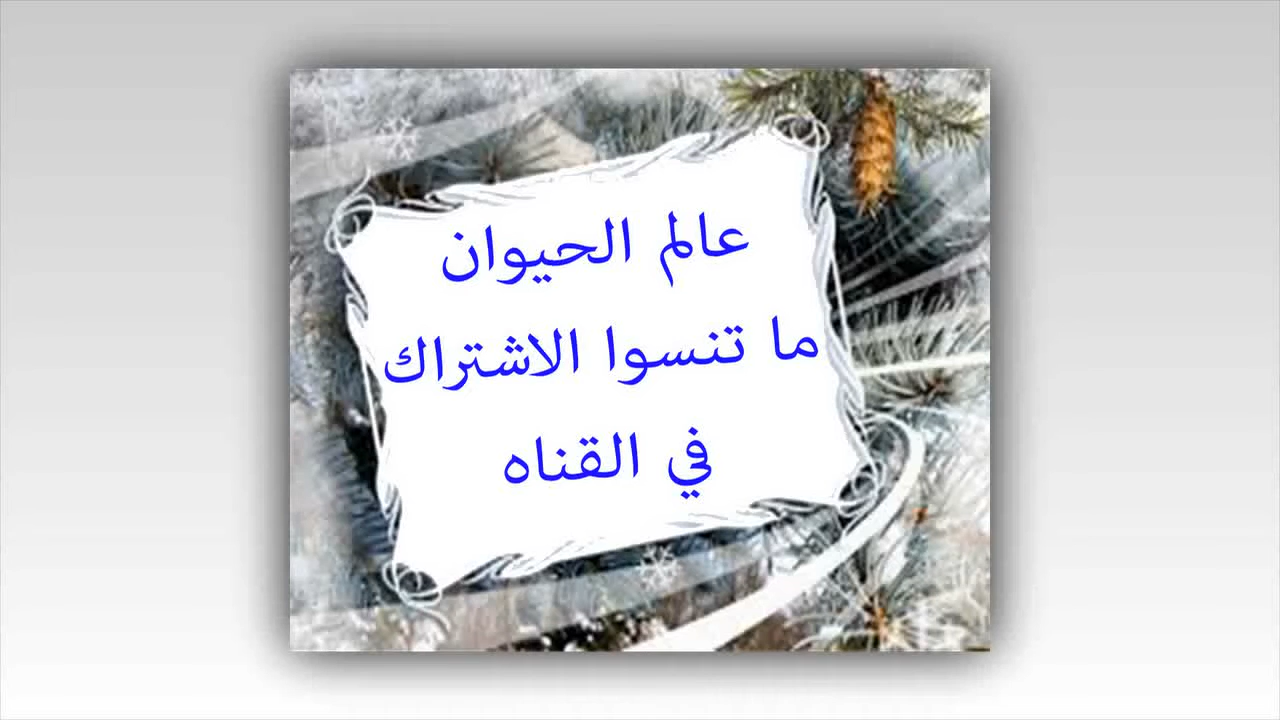 عالم الحيوان
ما تنسوا الاشتراك
في القناه